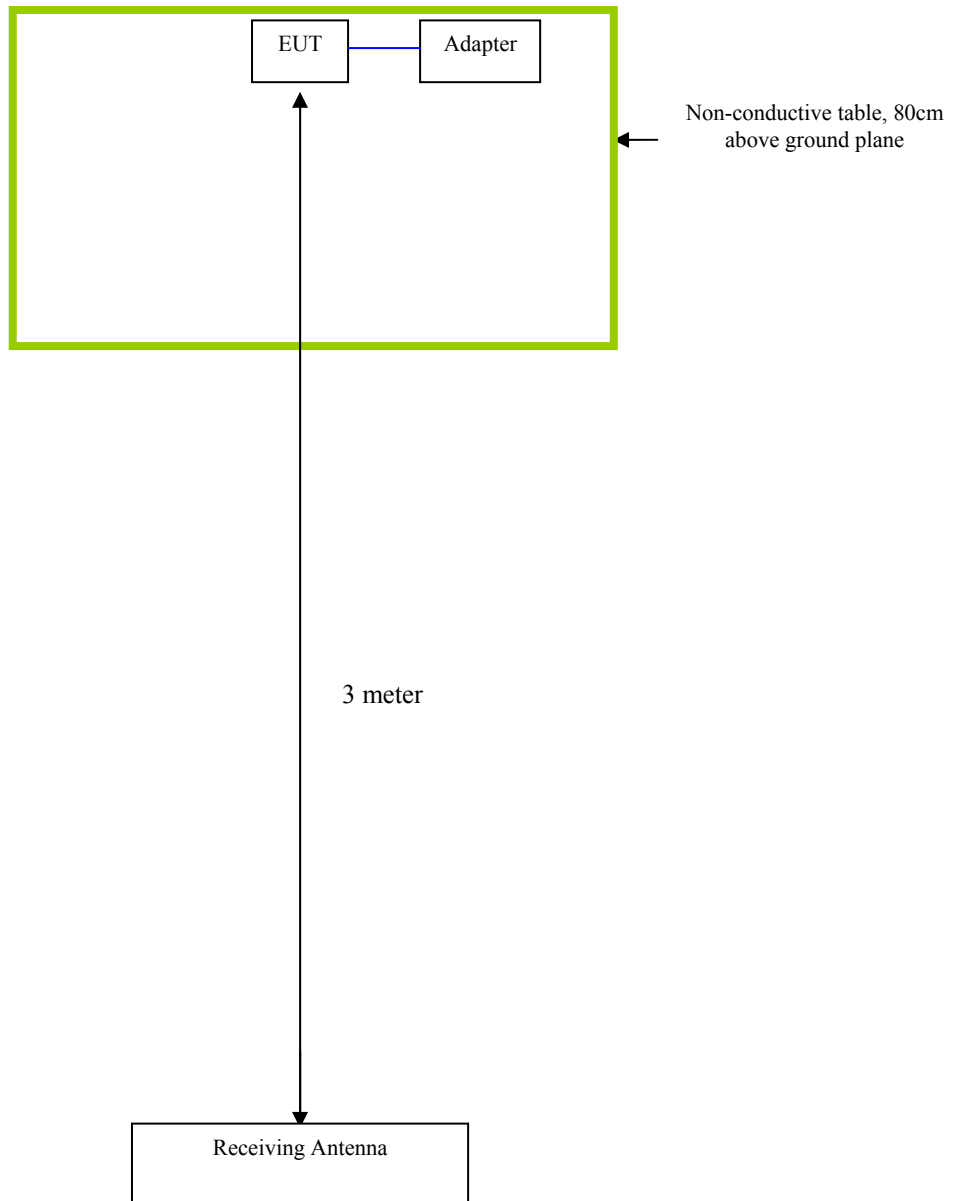 EUT
Adapter
Non-conductive table, 80cm
above ground plane
3 meter
Receiving Antenna